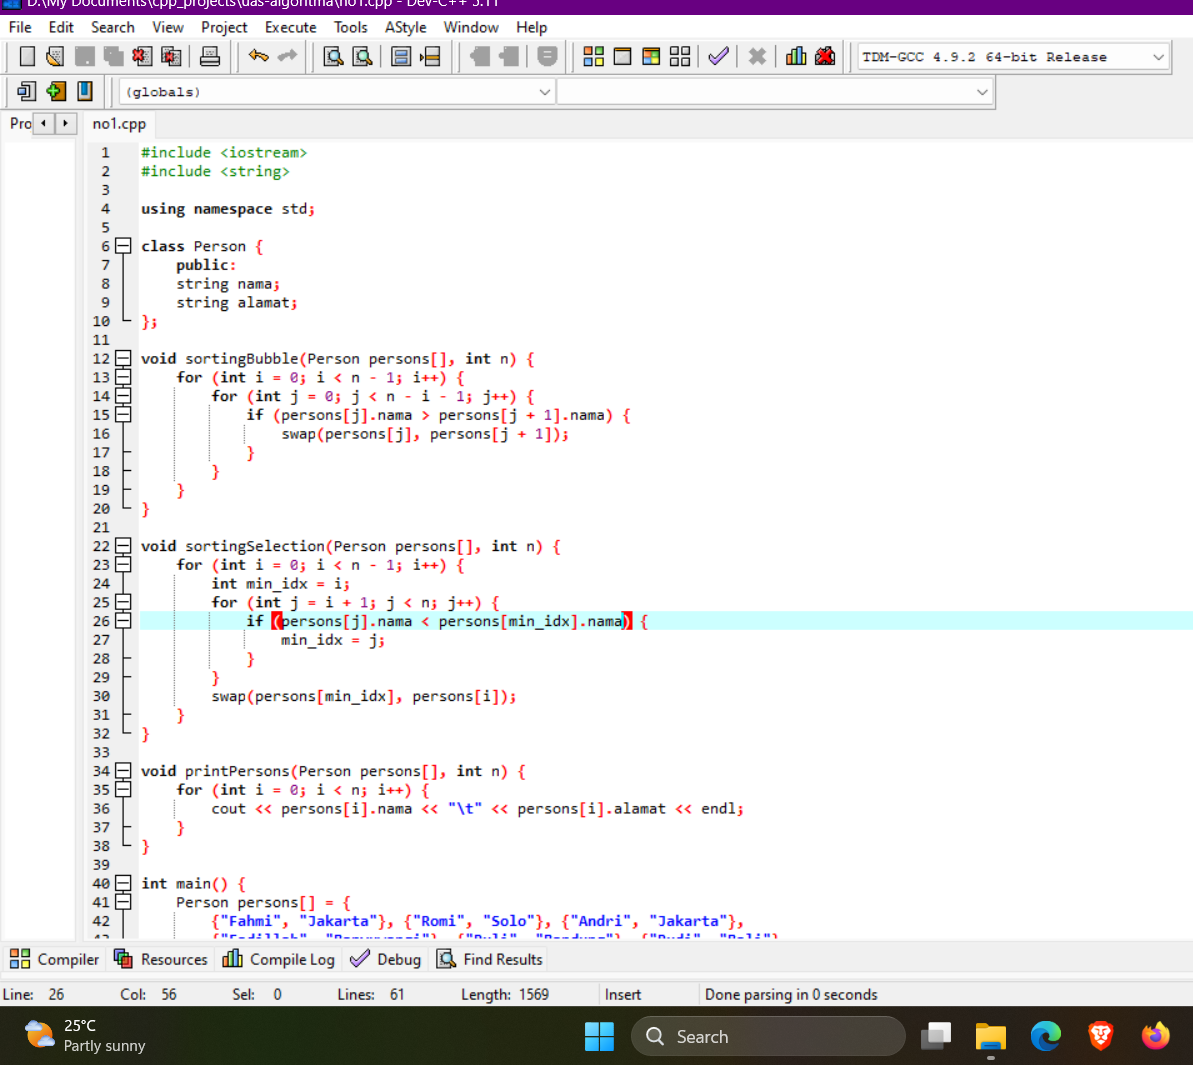 D:\My Documents\cpp_projects\uas-algoritma\no1.cpp - Dev-C++ 5.11
File Edit Search View Project Execute Tools AStyle Window Help
TDM-GCC 4.9.2 64-bit Release
(globals)
Pro no1.cpp
1 #include <iostream>
2 #include <string>
3
4 using namespace std;
5
6 class Person {
7 public:
8 string nama;
9 string alamat;
10 };
11
12 void sortingBubble(Person persons[], int n) {
13 for (int i = 0; i < n - 1; i++) {
14 for (int j = 0; j < n - i - 1; j++) {
15 if (persons[j].nama > persons[j + 1].nama) {
16 swap(persons[j], persons[j + 1]);
17 }
18 }
19 }
20 }
21
22 void sortingSelection(Person persons[], int n) {
23 for (int i = 0; i < n - 1; i++) {
24 int min_idx = i;
25 for (int j = i + 1; j < n; j++) {
26 if (persons[j].nama < persons[min_idx].nama) {
27 min_idx = j;
28 }
29 }
30 swap(persons[min_idx], persons[i]);
31 }
32 }
33
34 void printPersons(Person persons[], int n) {
35 for (int i = 0; i < n; i++) {
36 cout << persons[i].nama << "\t" << persons[i].alamat << endl;
37 }
38 }
39
40 int main() {
41 Person persons[] = {
42 {"Fahmi", "Jakarta"}, {"Romi", "Solo"}, {"Andri", "Jakarta"},
Compiler Resources Compile Log Debug Find Results
Line: 26 Col: 56 Sel: 0 Lines: 61 Length: 1569 Insert Done parsing in 0 seconds
25°C
Partly sunny
Search